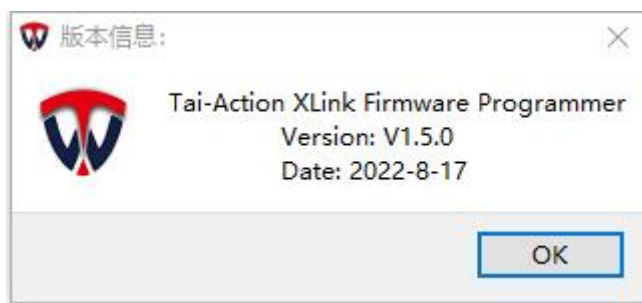 版本信息:
Tai-Action XLink Firmware Programmer
Version: V1.5.0
Date: 2022-8-17
OK